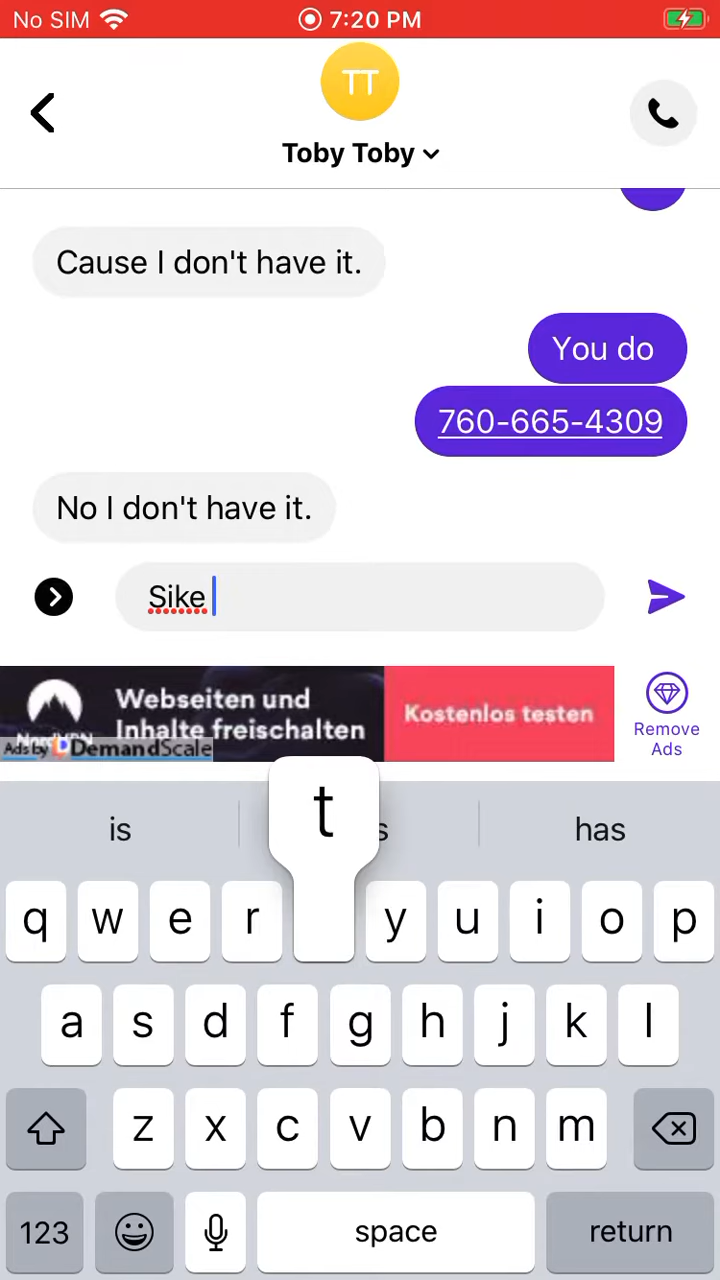 No SIM 7:20 PM
TT
Toby Toby
Cause I don't have it.
You do
760-665-4309
No I don't have it.
Sike
Webseiten und
Inhalte freischalten
Kostenlos testen
NordVPN
Ads by DemandScale
Remove
Ads
t
is s has
q w e r y u i o p
a s d f g h j k l
z x c v b n m
123 space return